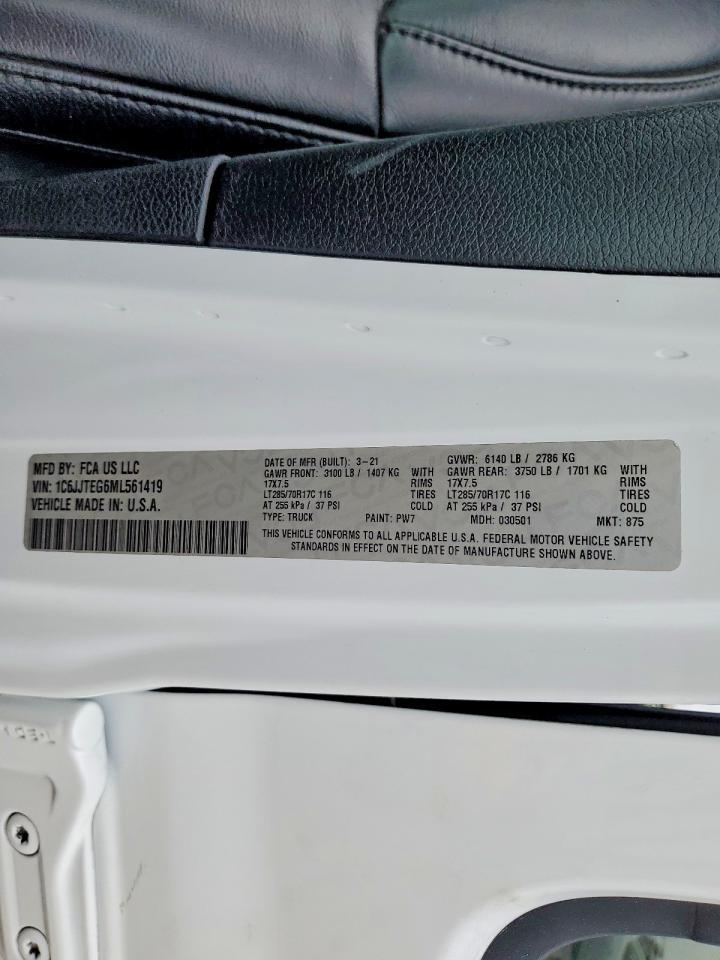 MFD BY: FCA US LLC
VIN: 1C6JJTEG6ML561419
VEHICLE MADE IN: U.S.A.
DATE OF MFR (BUILT): 3-21
GVWR: 6140 LB / 2786 KG
GAWR FRONT: 3100 LB / 1407 KG WITH
17X7.5 RIMS
LT285/70R17C 116 TIRES
AT 255 kPa / 37 PSI COLD
GAWR REAR: 3750 LB / 1701 KG WITH
17X7.5 RIMS
LT285/70R17C 116 TIRES
AT 255 kPa / 37 PSI COLD
TYPE: TRUCK PAINT: PW7 MDH: 030501 MKT: 875
THIS VEHICLE CONFORMS TO ALL APPLICABLE U.S.A. FEDERAL MOTOR VEHICLE SAFETY
STANDARDS IN EFFECT ON THE DATE OF MANUFACTURE SHOWN ABOVE.